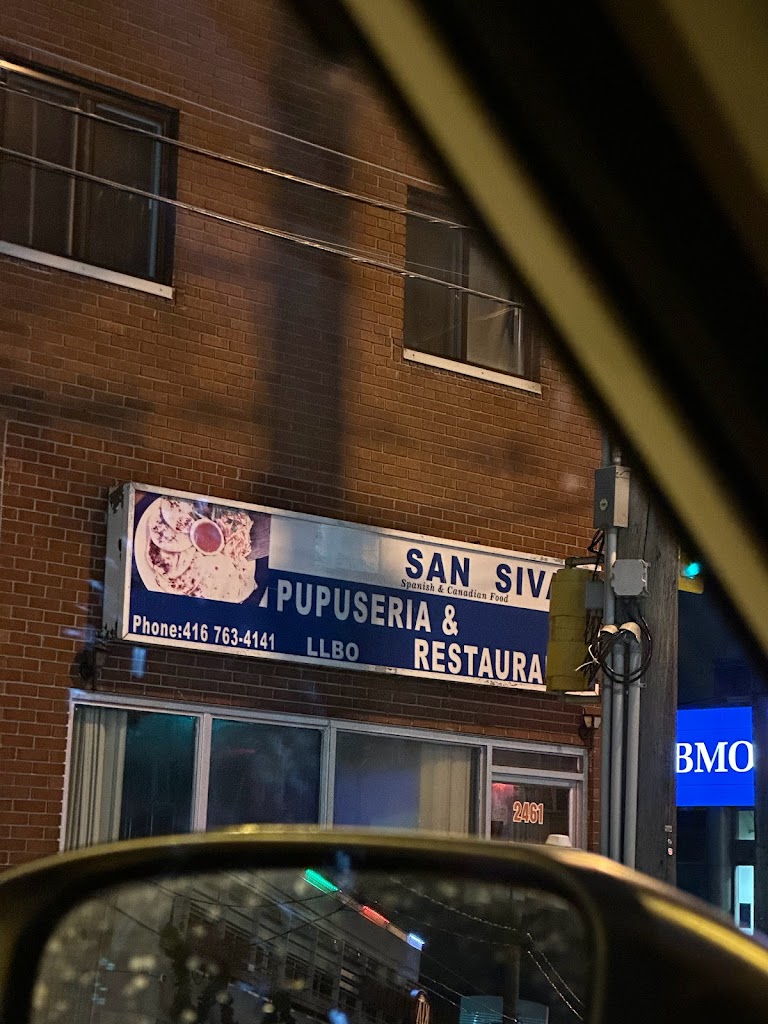 SAN SIVA
Spanish & Canadian Food
PUPUSERIA &
Phone:416 763-4141 LLBO RESTAURA
2461
BMO